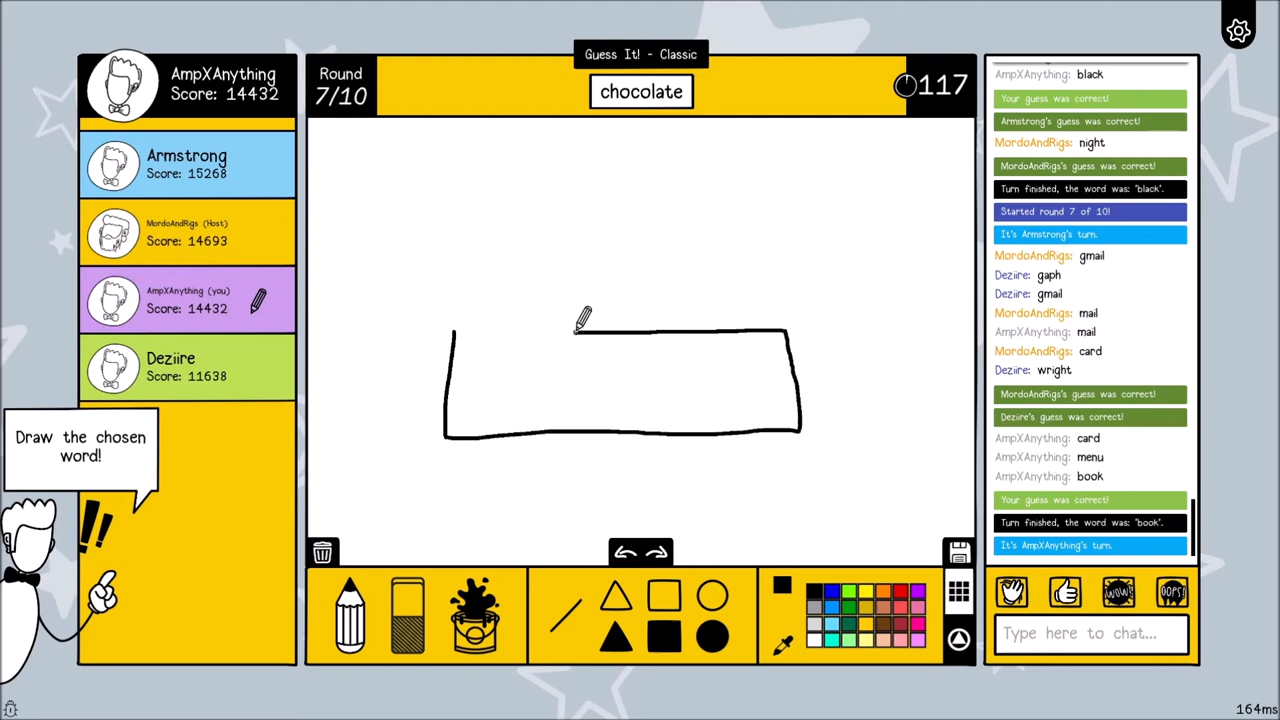 Guess It! - Classic
AmpXAnything
Score: 14432
Round
7/10
chocolate
117
Armstrong
Score: 15268
MordoAndRigs (Host)
Score: 14693
AmpXAnything (you)
Score: 14432
Deziire
Score: 11638
Draw the chosen
word!
!!
AmpXAnything: black
Your guess was correct!
Armstrong's guess was correct!
MordoAndRigs: night
MordoAndRigs's guess was correct!
Turn finished, the word was: 'black'.
Started round 7 of 10!
It's Armstrong's turn.
MordoAndRigs: gmail
Deziire: gaph
Deziire: gmail
MordoAndRigs: mail
AmpXAnything: mail
MordoAndRigs: card
Deziire: wright
MordoAndRigs's guess was correct!
Deziire's guess was correct!
AmpXAnything: card
AmpXAnything: menu
AmpXAnything: book
Your guess was correct!
Turn finished, the word was: 'book'.
It's AmpXAnything's turn.
WOW!
OOPS!
Type here to chat...
164ms